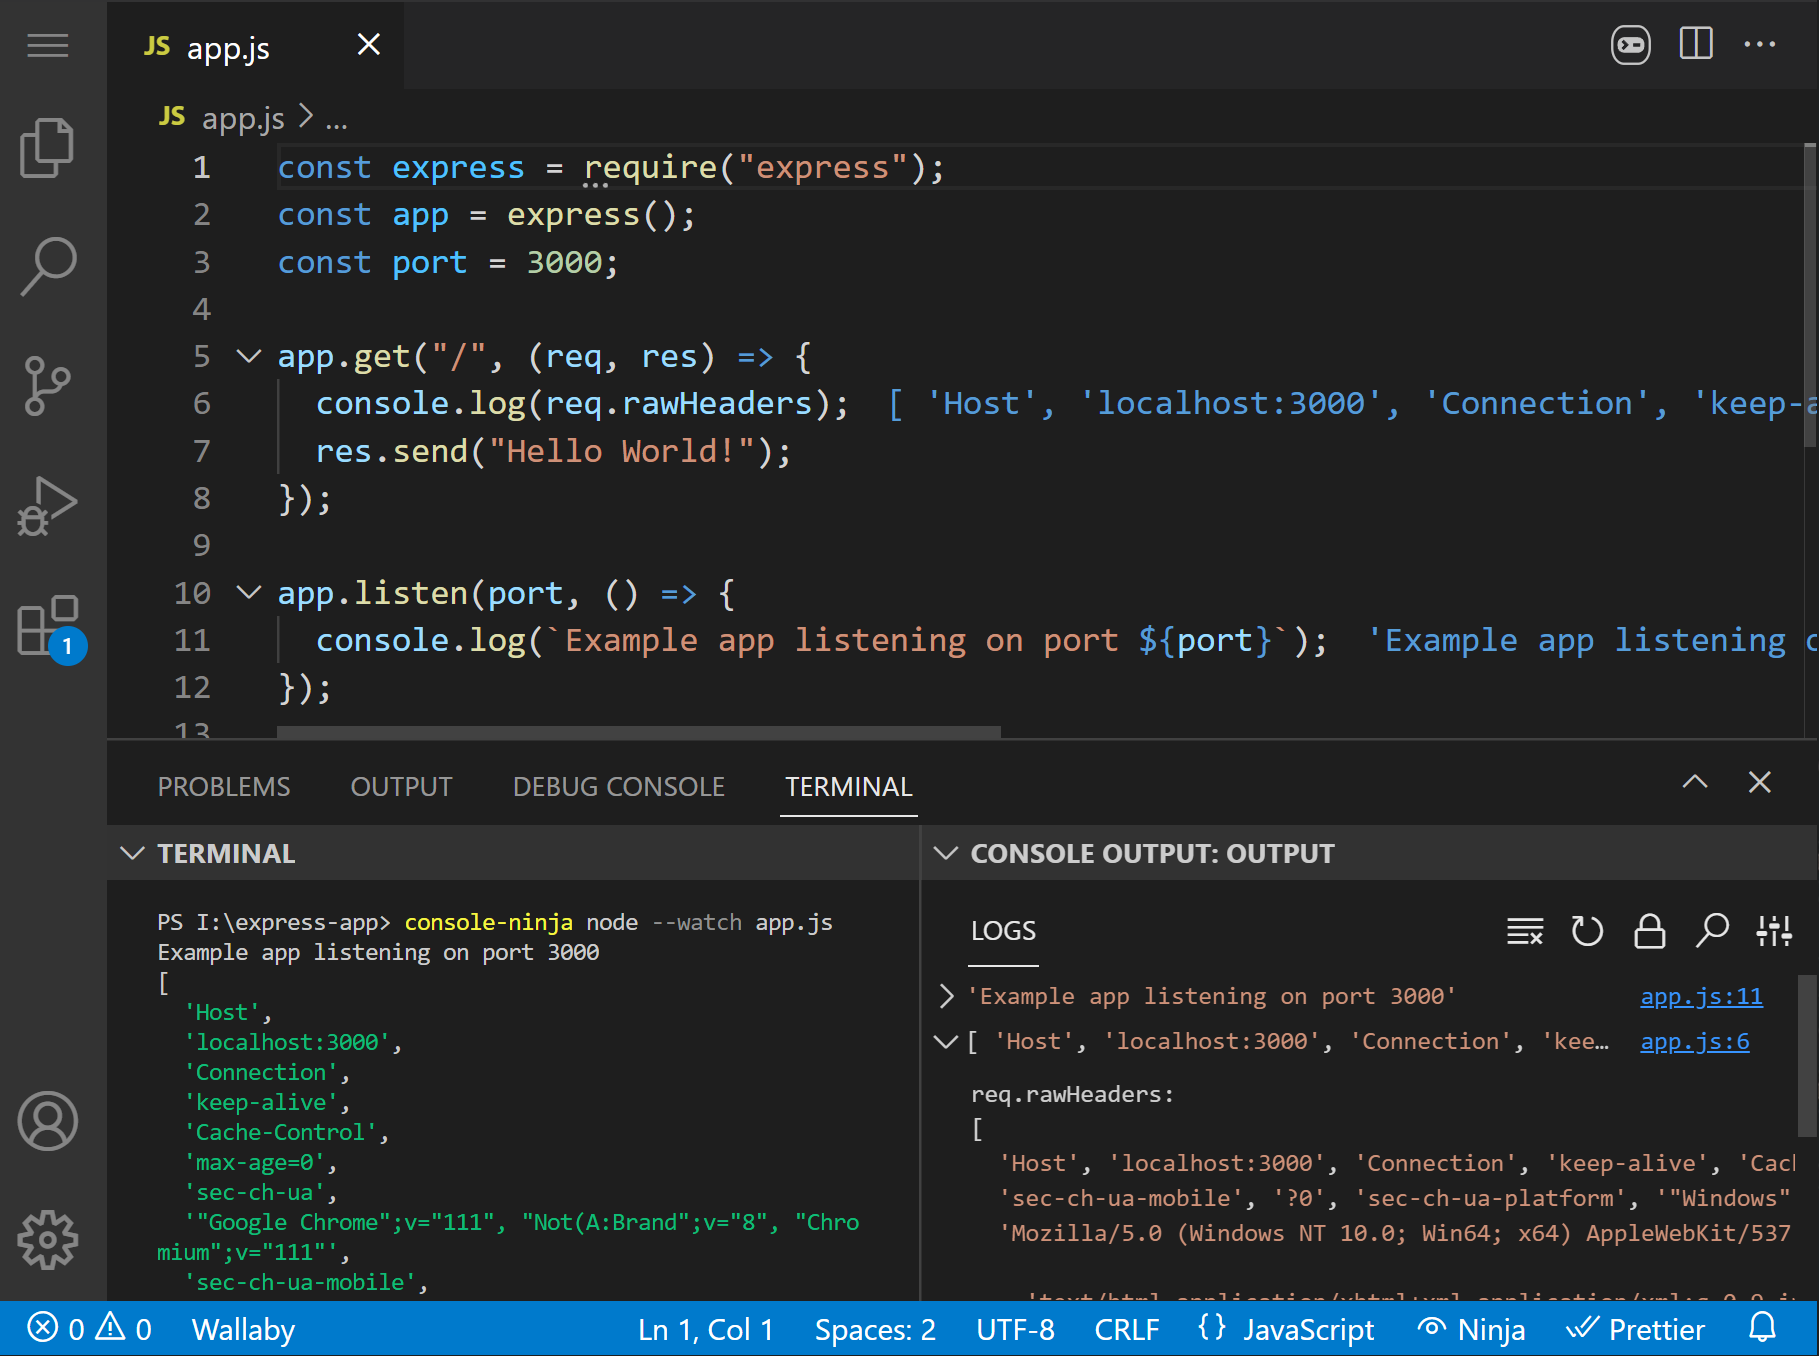 JS app.js
JS app.js > ...
1 const express = require("express");
2 const app = express();
3 const port = 3000;
4
5 app.get("/", (req, res) => {
6 console.log(req.rawHeaders); [ 'Host', 'localhost:3000', 'Connection', 'keep-a
7 res.send("Hello World!");
8 });
9
10 app.listen(port, () => {
11 console.log(`Example app listening on port ${port}`); 'Example app listening
12 });
13
1
PROBLEMS OUTPUT DEBUG CONSOLE TERMINAL
TERMINAL
PS I:\express-app> console-ninja node --watch app.js
Example app listening on port 3000
[
'Host',
'localhost:3000',
'Connection',
'keep-alive',
'Cache-Control',
'max-age=0',
'sec-ch-ua',
'"Google Chrome";v="111", "Not(A:Brand";v="8", "Chro
mium";v="111"',
'sec-ch-ua-mobile',
CONSOLE OUTPUT: OUTPUT
LOGS
'Example app listening on port 3000' app.js:11
[ 'Host', 'localhost:3000', 'Connection', 'kee… app.js:6
req.rawHeaders:
[
'Host', 'localhost:3000', 'Connection', 'keep-alive', 'Cacl
'sec-ch-ua-mobile', '?0', 'sec-ch-ua-platform', '"Windows"
'Mozilla/5.0 (Windows NT 10.0; Win64; x64) AppleWebKit/537
0 0 Wallaby Ln 1, Col 1 Spaces: 2 UTF-8 CRLF {} JavaScript Ninja Prettier